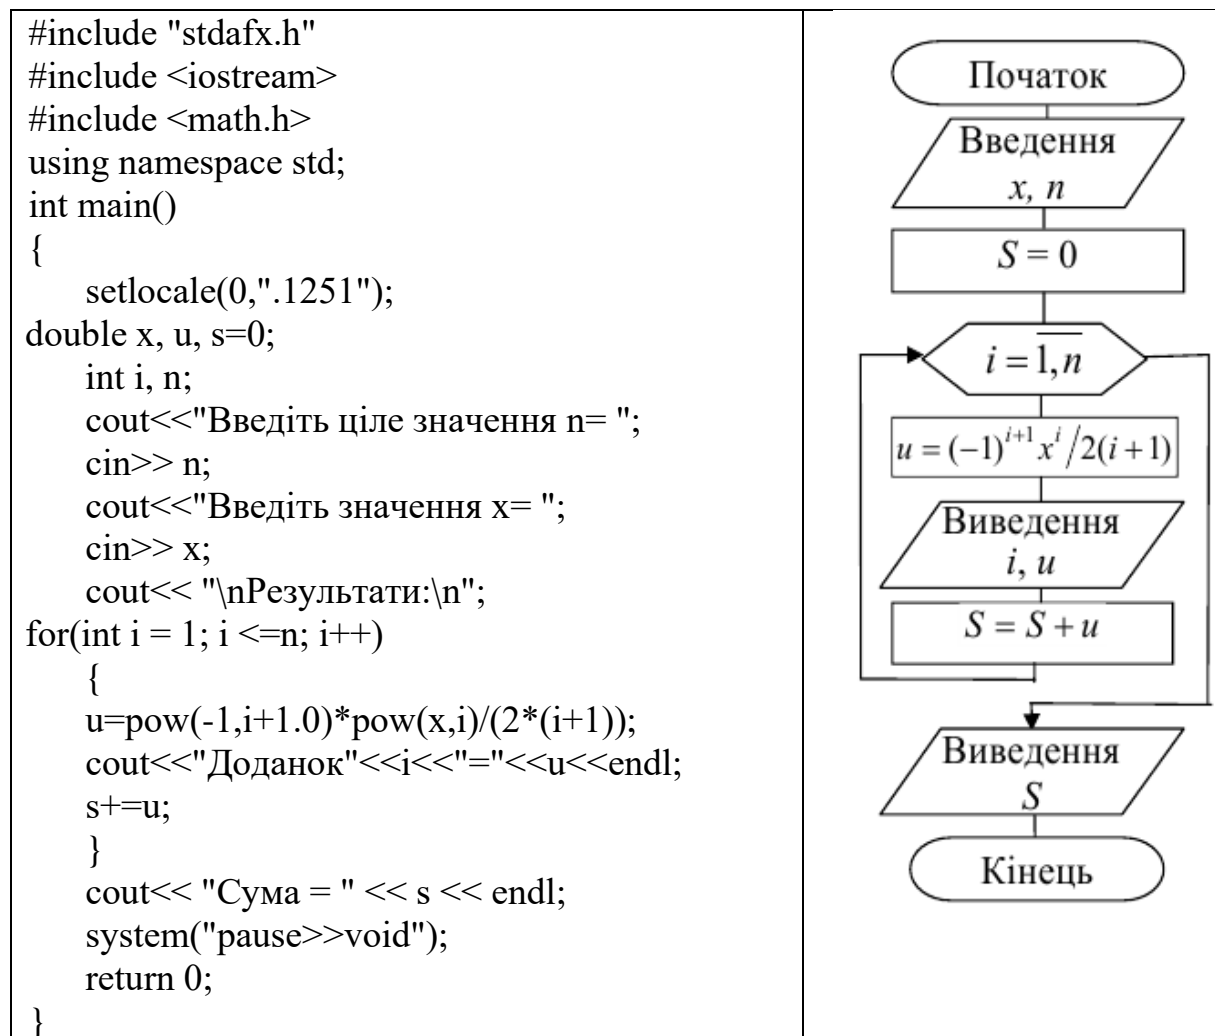 #include "stdafx.h"
#include <iostream>
#include <math.h>
using namespace std;
int main()
{
setlocale(0,".1251");
double x, u, s=0;
int i, n;
cout<<"Введіть ціле значення n= ";
cin>> n;
cout<<"Введіть значення x= ";
cin>> x;
cout<< "\nРезультати:\n";
for(int i = 1; i <=n; i++)
{
u=pow(-1,i+1.0)*pow(x,i)/(2*(i+1));
cout<<"Доданок"<<i<<"="<<u<<endl;
s+=u;
}
cout<< "Сума = " << s << endl;
system("pause>>void");
return 0;
}
Початок
Введення
x, n
S = 0
i = 1, n
u = (−1)^{i+1} x^i / 2(i + 1)
Виведення
i, u
S = S + u
Виведення
S
Кінець